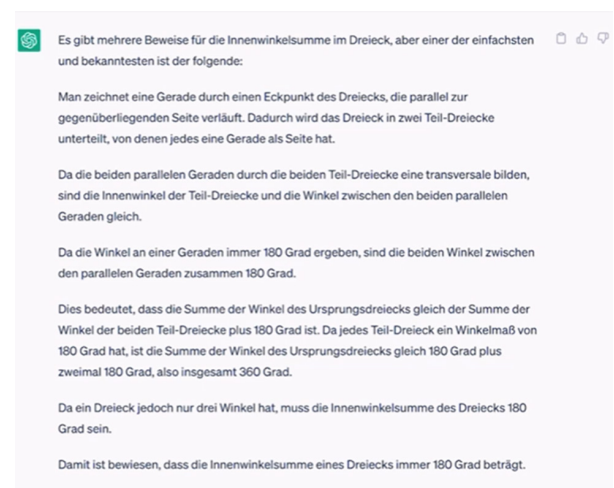 Es gibt mehrere Beweise für die Innenwinkelsumme im Dreieck, aber einer der einfachsten
und bekanntesten ist der folgende:
Man zeichnet eine Gerade durch einen Eckpunkt des Dreiecks, die parallel zur
gegenüberliegenden Seite verläuft. Dadurch wird das Dreieck in zwei Teil-Dreiecke
unterteilt, von denen jedes eine Gerade als Seite hat.
Da die beiden parallelen Geraden durch die beiden Teil-Dreiecke eine transversale bilden,
sind die Innenwinkel der Teil-Dreiecke und die Winkel zwischen den beiden parallelen
Geraden gleich.
Da die Winkel an einer Geraden immer 180 Grad ergeben, sind die beiden Winkel zwischen
den parallelen Geraden zusammen 180 Grad.
Dies bedeutet, dass die Summe der Winkel des Ursprungsdreiecks gleich der Summe der
Winkel der beiden Teil-Dreiecke plus 180 Grad ist. Da jedes Teil-Dreieck ein Winkelmaß von
180 Grad hat, ist die Summe der Winkel des Ursprungsdreiecks gleich 180 Grad plus
zweimal 180 Grad, also insgesamt 360 Grad.
Da ein Dreieck jedoch nur drei Winkel hat, muss die Innenwinkelsumme des Dreiecks 180
Grad sein.
Damit ist bewiesen, dass die Innenwinkelsumme eines Dreiecks immer 180 Grad beträgt.